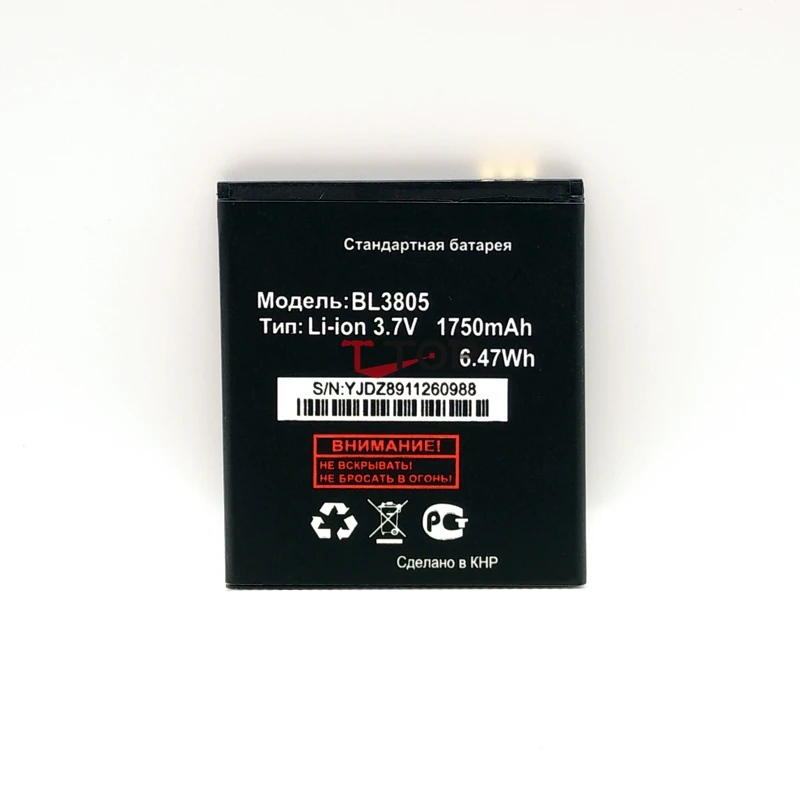 Стандартная батарея
Модель:BL3805
Тип: Li-ion 3.7V 1750mAh
6.47Wh
S/N:YJDZ8911260988
ВНИМАНИЕ!
НЕ ВСКРЫВАТЬ!
НЕ БРОСАТЬ В ОГОНЬ!
РСТ
Сделано в КНР